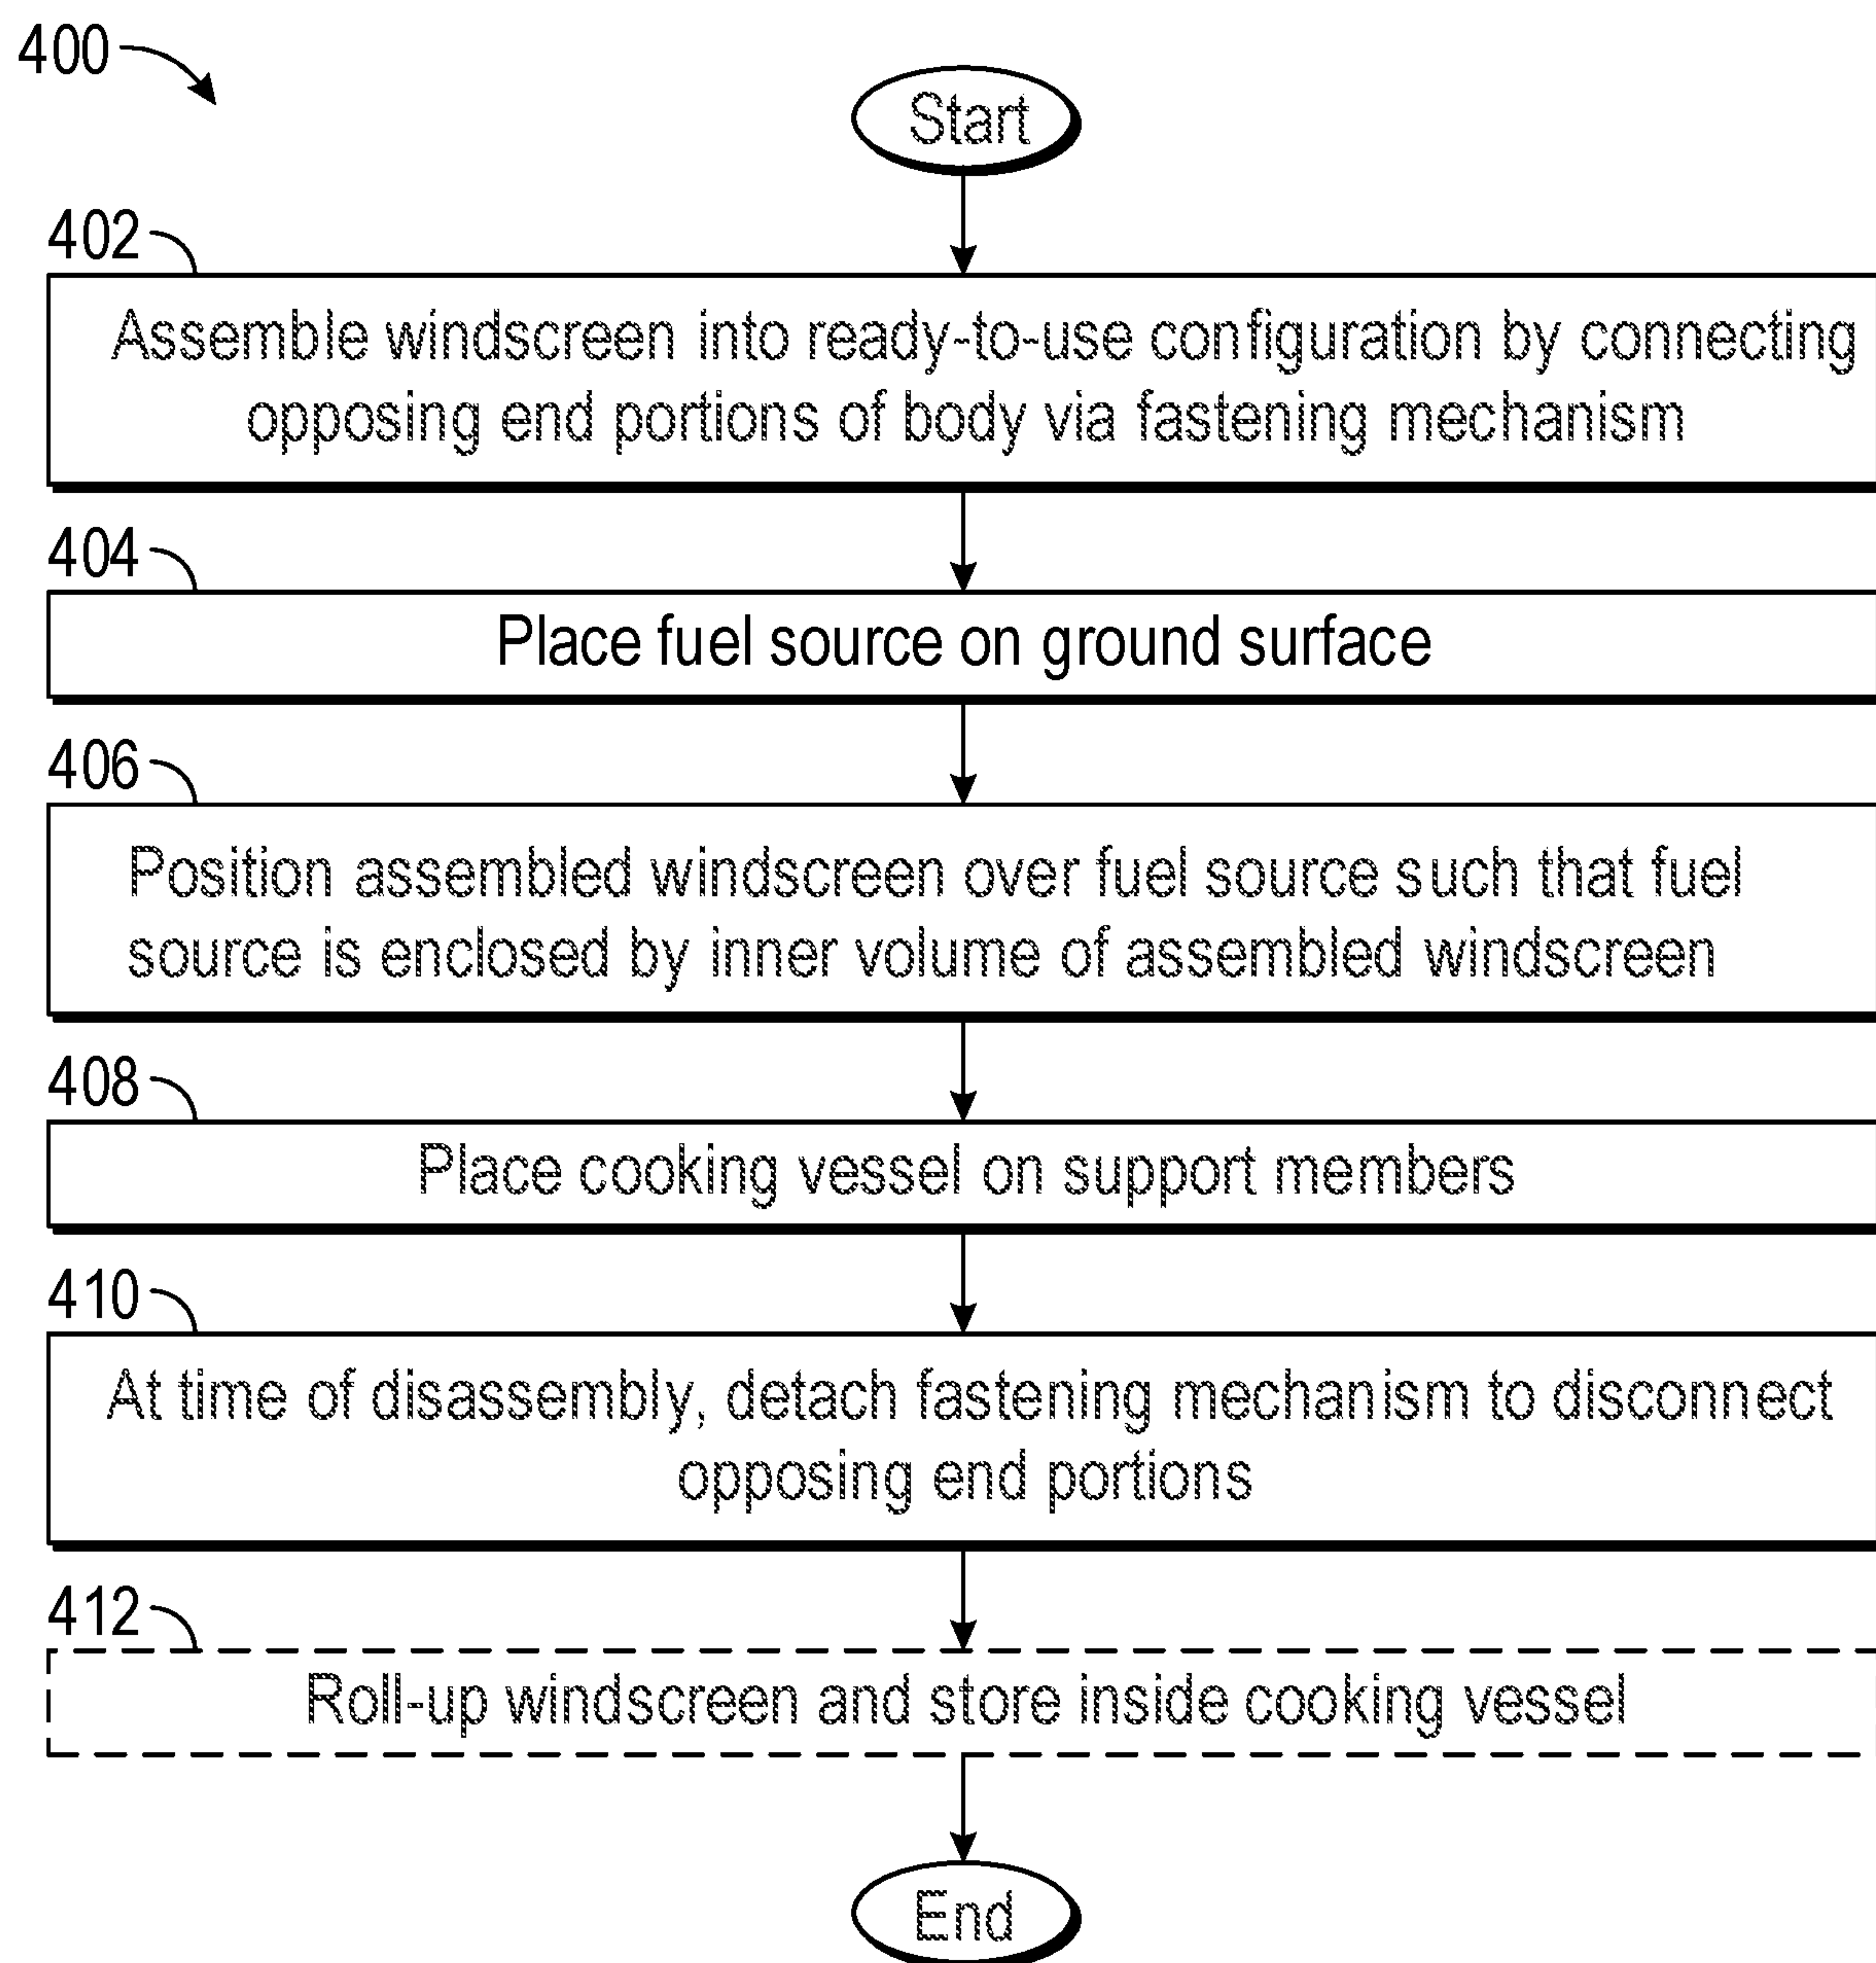 400
Start
402
Assemble windscreen into ready-to-use configuration by connecting
opposing end portions of body via fastening mechanism
404
Place fuel source on ground surface
406
Position assembled windscreen over fuel source such that fuel
source is enclosed by inner volume of assembled windscreen
408
Place cooking vessel on support members
410
At time of disassembly, detach fastening mechanism to disconnect
opposing end portions
412
Roll-up windscreen and store inside cooking vessel
End